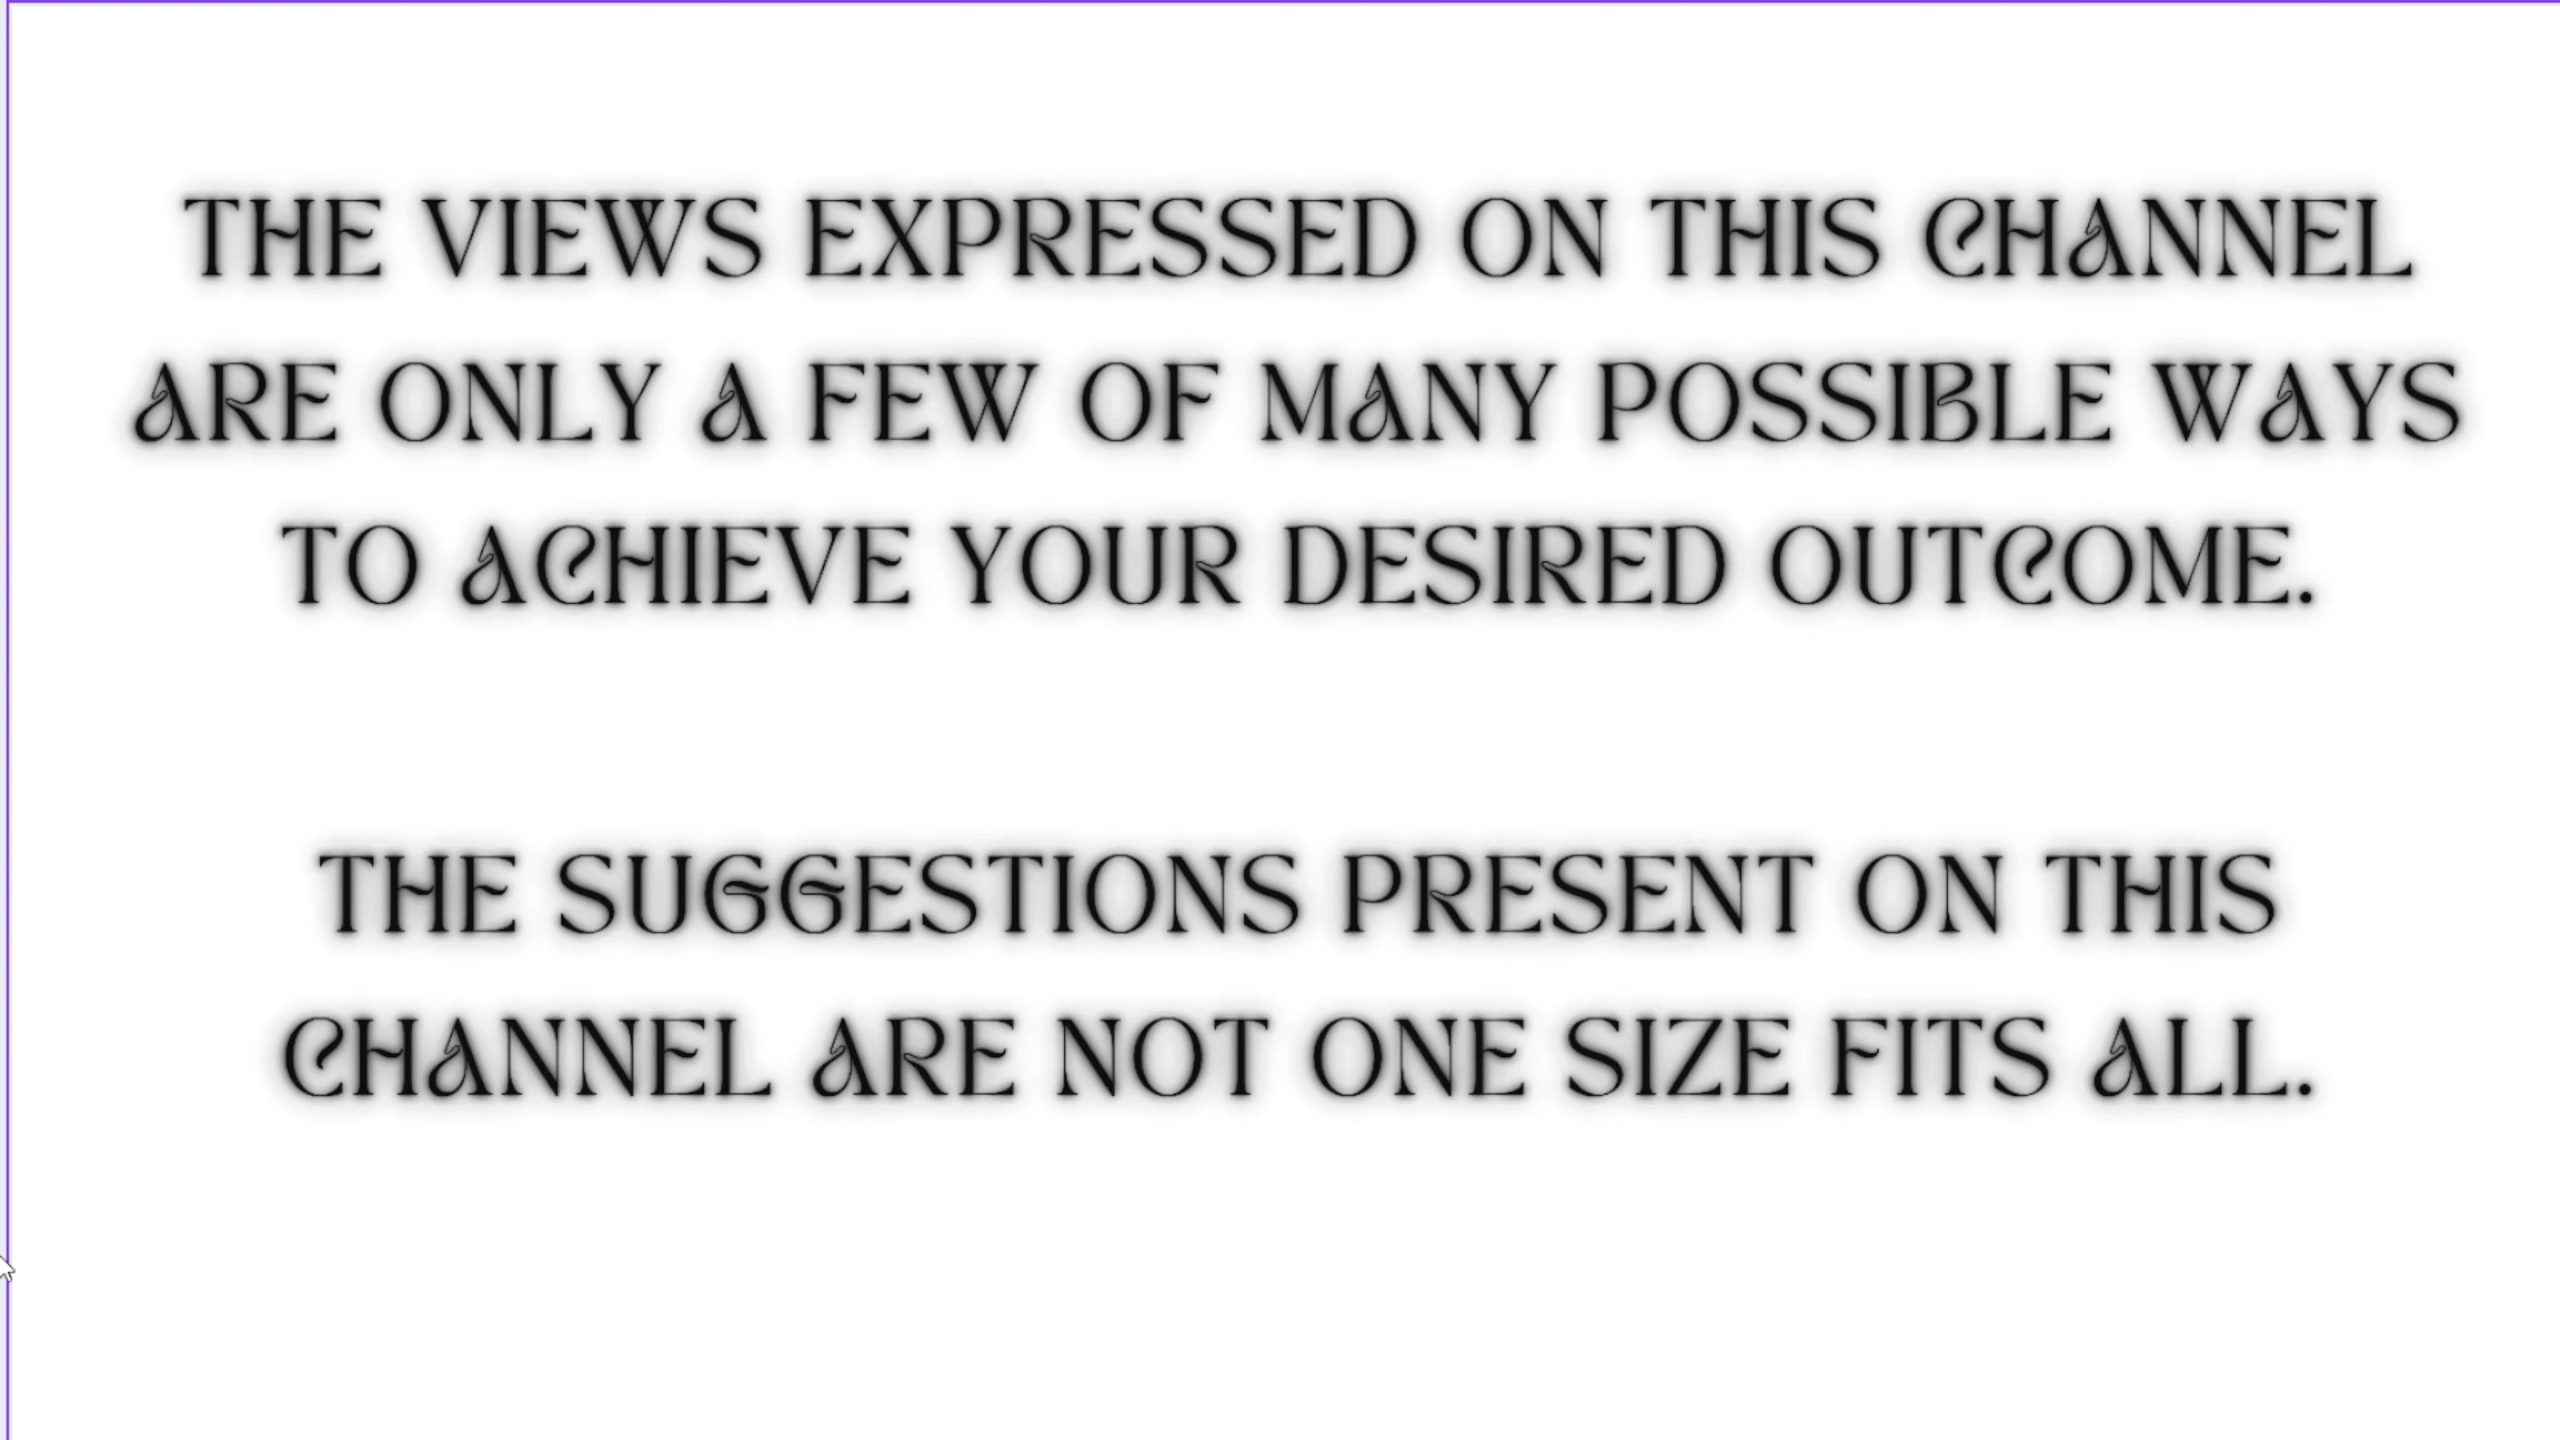 THE VIEWS EXPRESSED ON THIS CHANNEL
ARE ONLY A FEW OF MANY POSSIBLE WAYS
TO ACHIEVE YOUR DESIRED OUTCOME.
THE SUGGESTIONS PRESENT ON THIS
CHANNEL ARE NOT ONE SIZE FITS ALL.